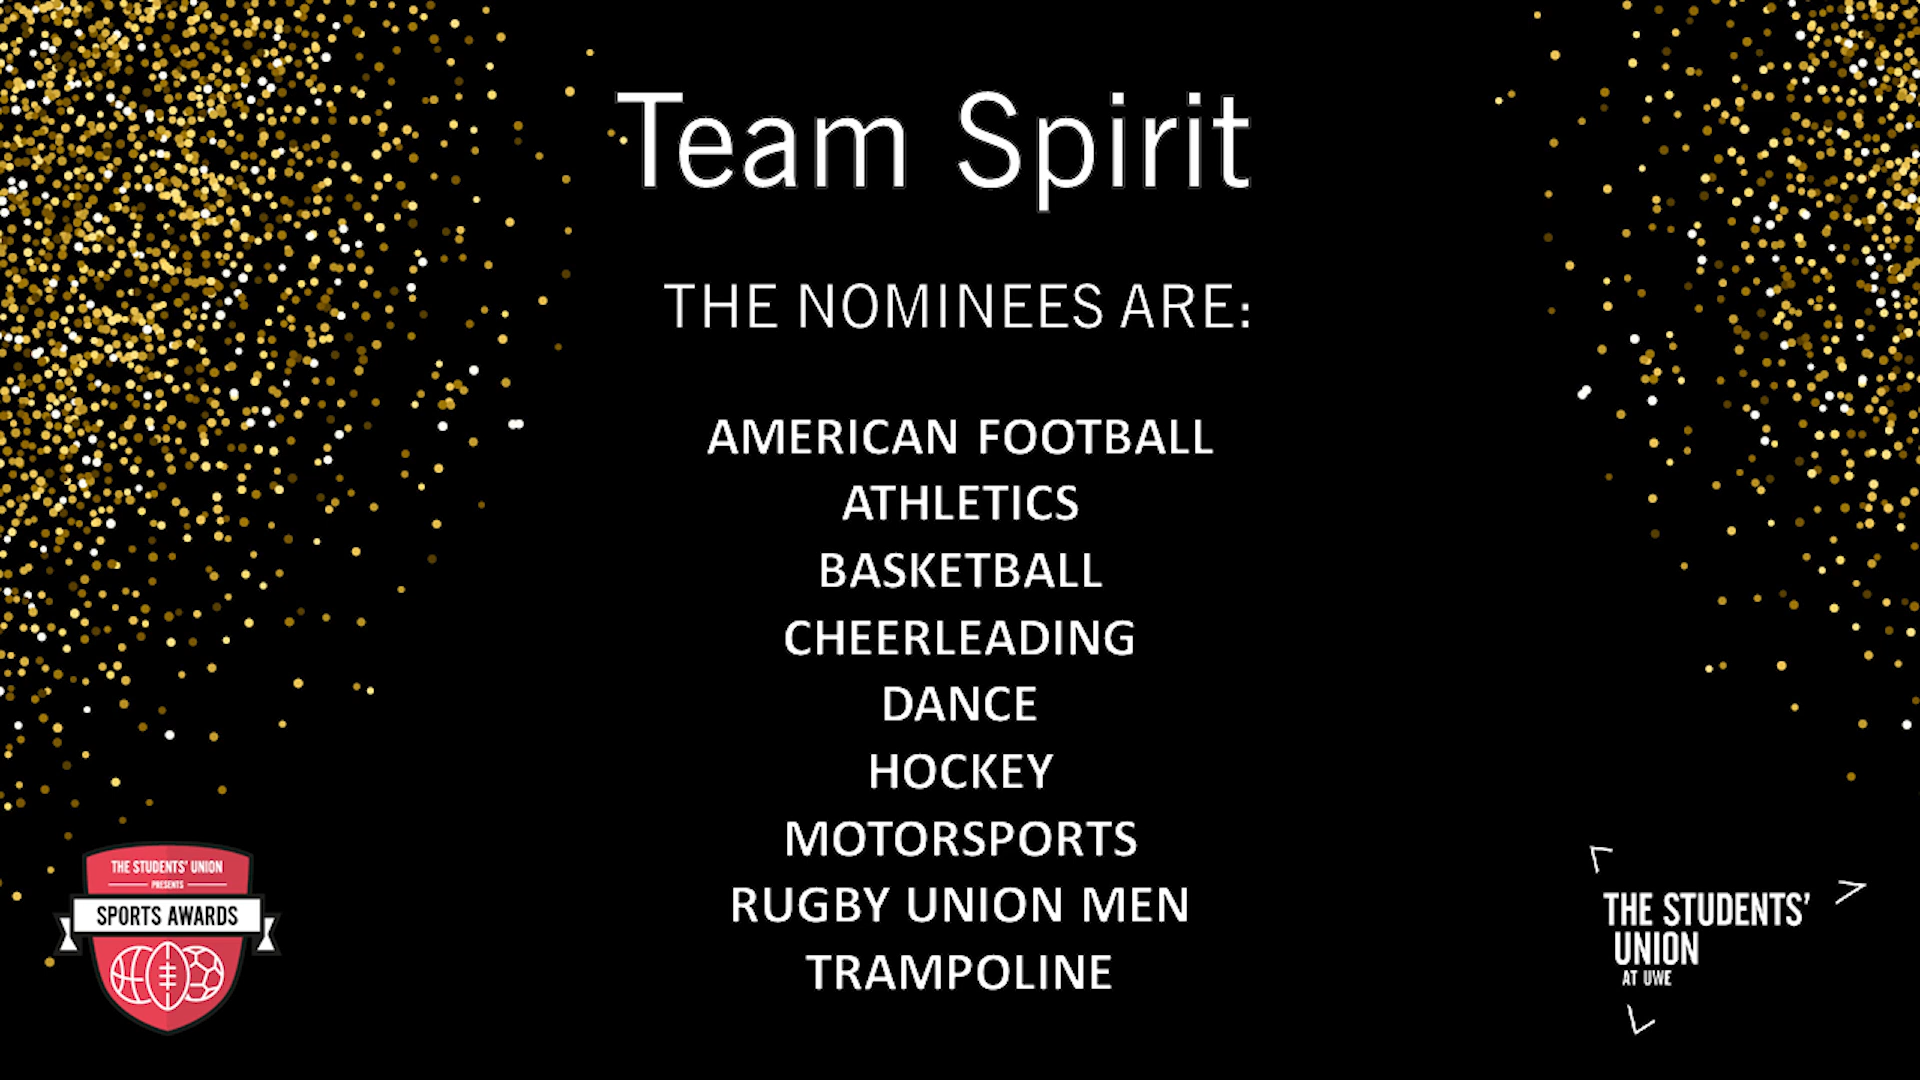 Team Spirit
THE NOMINEES ARE:
AMERICAN FOOTBALL
ATHLETICS
BASKETBALL
CHEERLEADING
DANCE
HOCKEY
MOTORSPORTS
RUGBY UNION MEN
TRAMPOLINE
THE STUDENTS' UNION
PRESENTS
SPORTS AWARDS
THE STUDENTS'
UNION
AT UWE